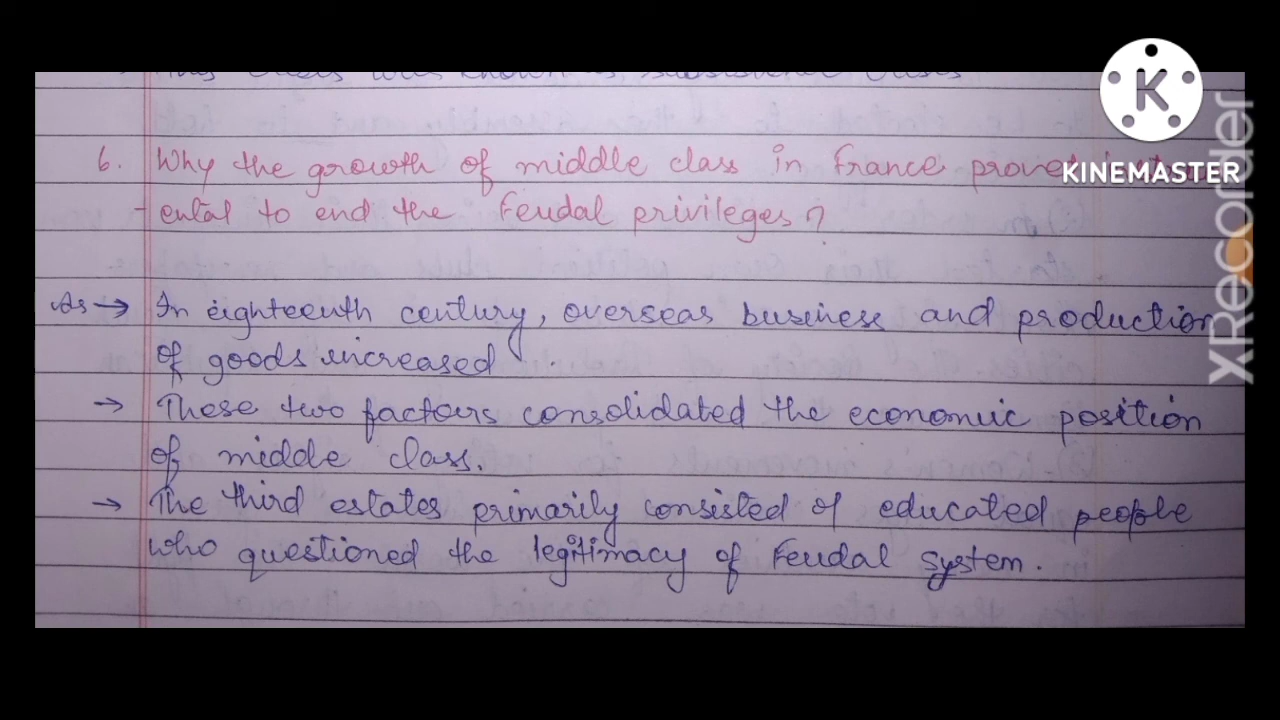 6. Why the growth of middle class in france proved
ental to end the Feudal privileges?
As → In eighteenth century, overseas business and production
of goods increased
→ These two factors consolidated the economic position
of middle class.
→ The third estates primarily consisted of educated people
who questioned the legitimacy of Feudal system.
KINEMASTER
XRecorder